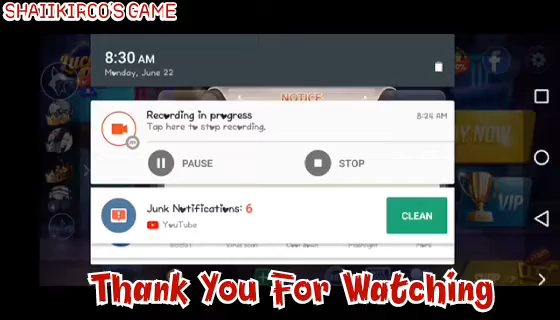 SHAIIKIRCO'S GAME
8:30 AM
Monday, June 22
NOTICE
Recording in progress
8:24 AM
Tap here to stop recording.
PAUSE
STOP
Junk Notifications: 6
YouTube
CLEAN
VIP
Thank You For Watching